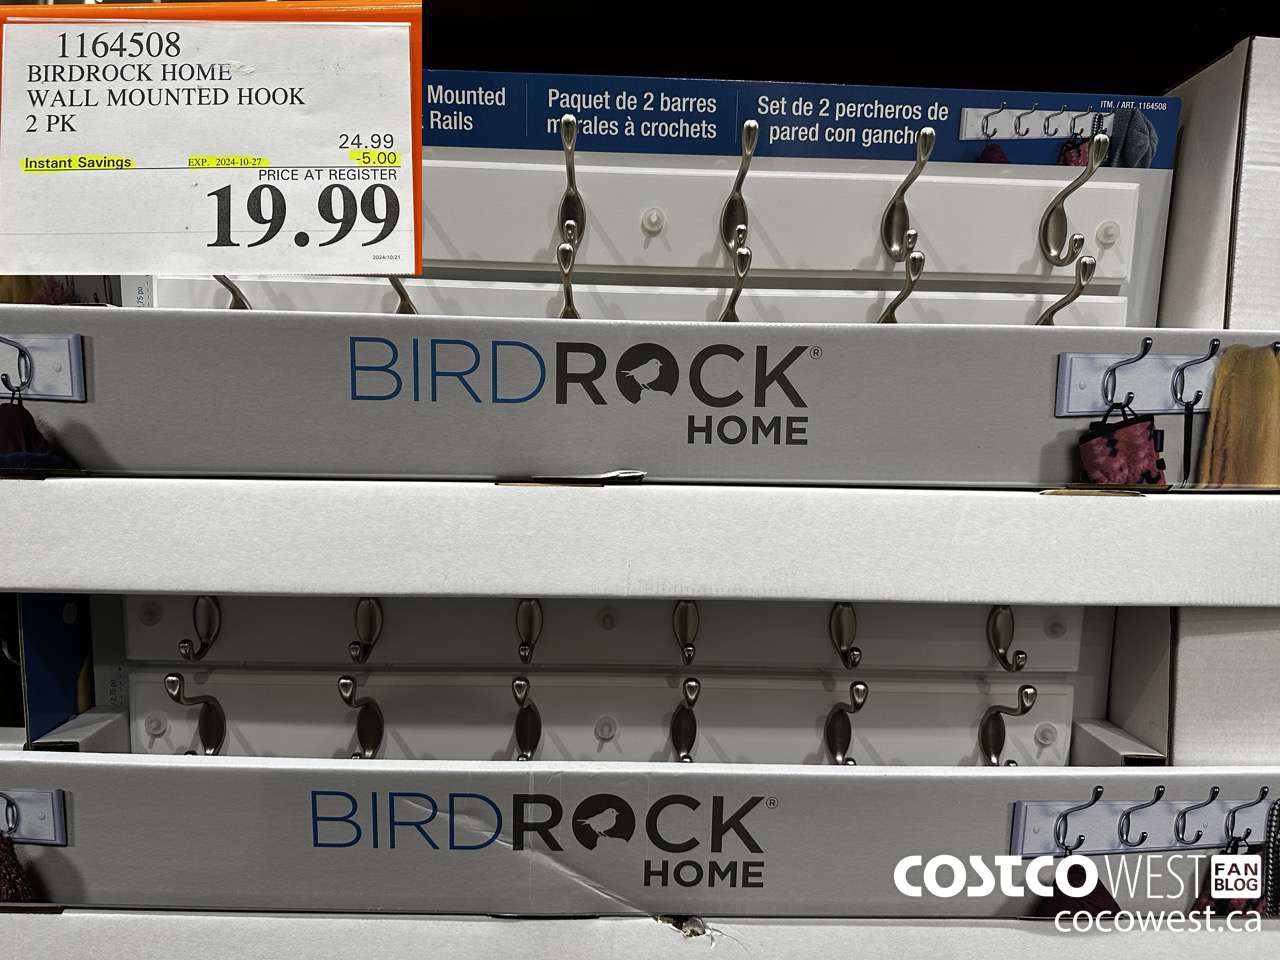 1164508
BIRDROCK HOME
WALL MOUNTED HOOK
2 PK
24.99
Instant Savings EXP. 2024-10-27 -5.00
PRICE AT REGISTER
19.99
2024/10/21
Mounted
Rails
Paquet de 2 barres
murales à crochets
Set de 2 percheros de
pared con gancho
ITM. / ART. 1164508
BIRDROCK®
HOME
BIRDROCK®
HOME
COSTCO WEST FAN BLOG
cocowest.ca